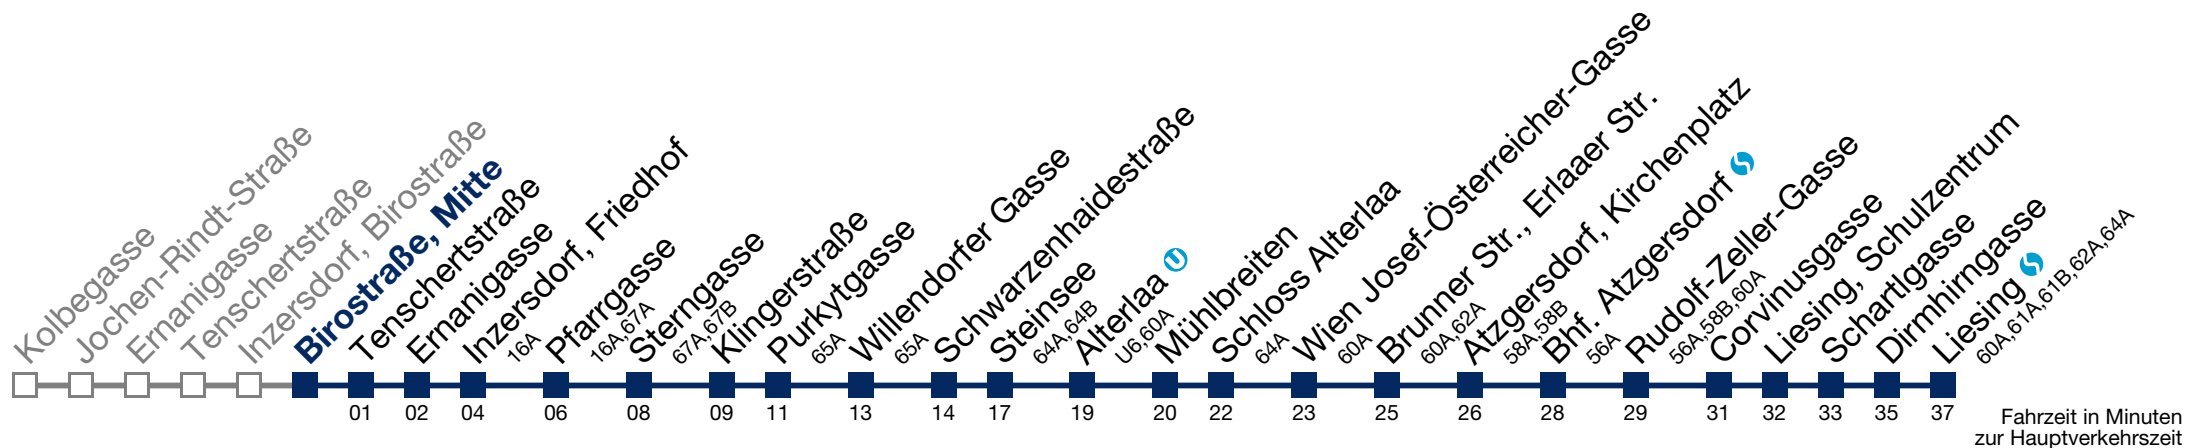 Kolbegasse
Jochen-Rindt-Straße
Ernanigasse
Tenschertstraße
Inzersdorf, Birostraße
Birostraße, Mitte
Tenschertstraße
Ernanigasse
Inzersdorf, Friedhof
16A
Pfarrgasse
16A,67A
Sterngasse
67A,67B
Klingerstraße
Purkytgasse
65A
Willendorfer Gasse
65A
Schwarzenhaidestraße
Steinsee
64A,64B
Alterlaa U
U6,60A
Mühlbreiten
Schloss Alterlaa
64A
Wien Josef-Österreicher-Gasse
60A
Brunner Str., Erlaaer Str.
60A,62A
Atzgersdorf, Kirchenplatz
58A,58B
Bhf. Atzgersdorf S
56A
Rudolf-Zeller-Gasse
56A,58B,60A
Corvinusgasse
Liesing, Schulzentrum
Schartlgasse
Dirmhirngasse
Liesing S
60A,61A,61B,62A,64A
01 02 04 06 08 09 11 13 14 17 19 20 22 23 25 26 28 29 31 32 33 35 37
Fahrzeit in Minuten
zur Hauptverkehrszeit